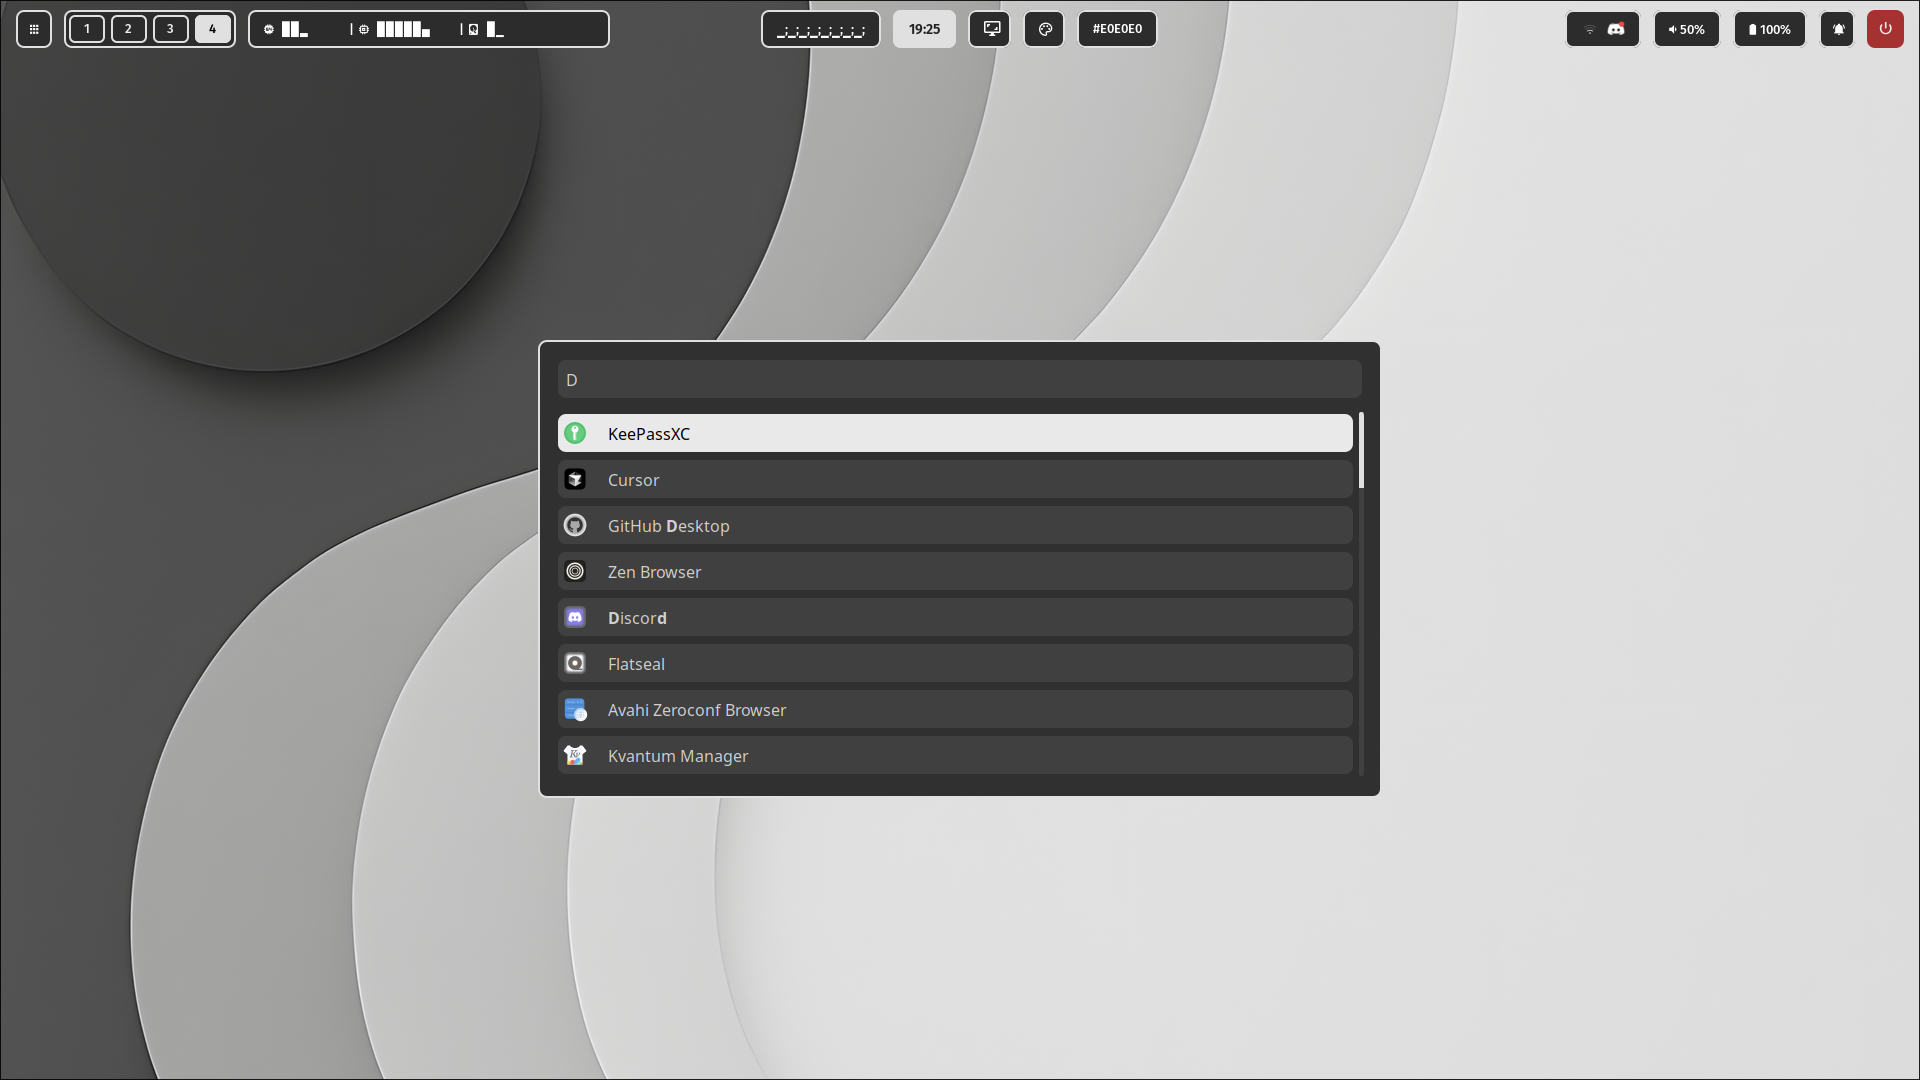 1 2 3 4
19:25
#E0E0E0
50%
100%
D
KeePassXC
Cursor
GitHub Desktop
Zen Browser
Discord
Flatseal
Avahi Zeroconf Browser
Kvantum Manager